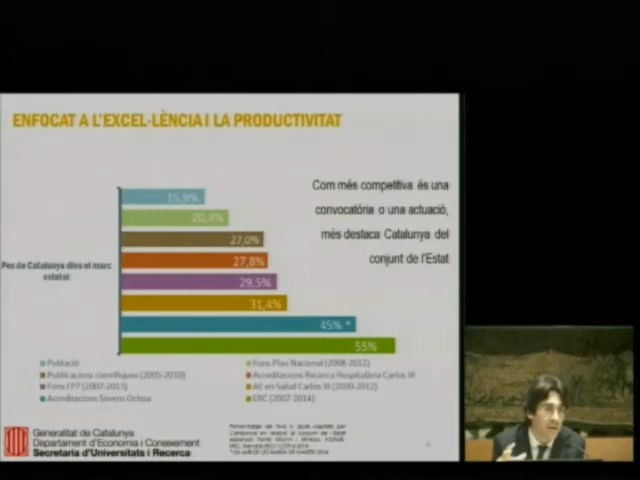 ENFOCAT A L'EXCEL·LÈNCIA I LA PRODUCTIVITAT
Com més competitiva és una
convocatòria o una actuació,
més destaca Catalunya del
conjunt de l'Estat
Pes de Catalunya dins el marc
estatal
15,9%
20,4%
27,0%
27,8%
29,5%
31,4%
45% *
55%
Població
Fons Plan Nacional (2008-2012)
Publicacions científiques (2005-2010)
Acreditacions Recerca Hospitalària Carlos III
Fons FP7 (2007-2013)
AE en Salud Carlos III (2000-2012)
Acreditacions Severo Ochoa
ERC (2007-2014)
Generalitat de Catalunya
Departament d'Economia i Coneixement
Secretaria d'Universitats i Recerca